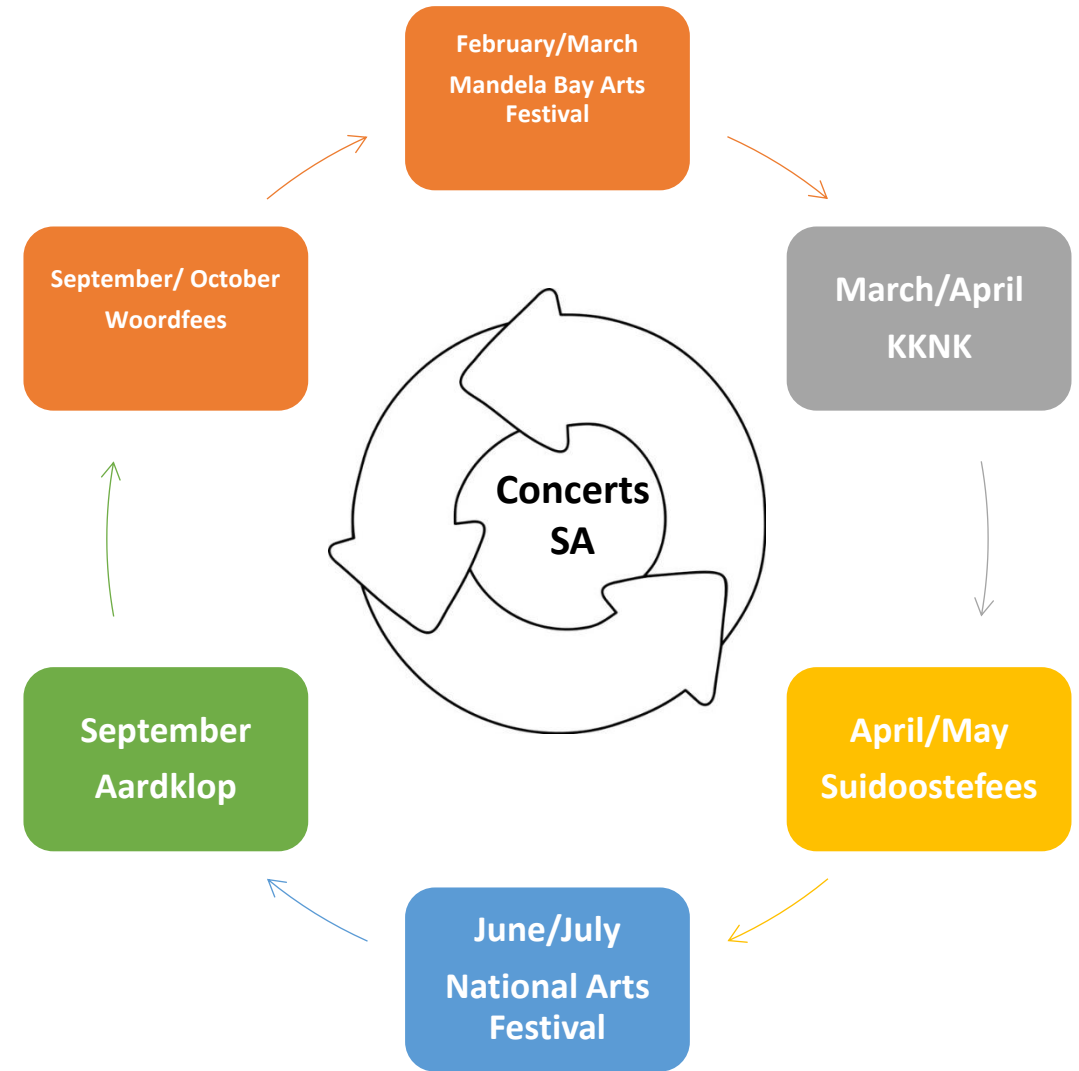 February/March
Mandela Bay Arts
Festival
March/April
KKNK
April/May
Suidoostefees
June/July
National Arts
Festival
September
Aardklop
September/ October
Woordfees
Concerts
SA